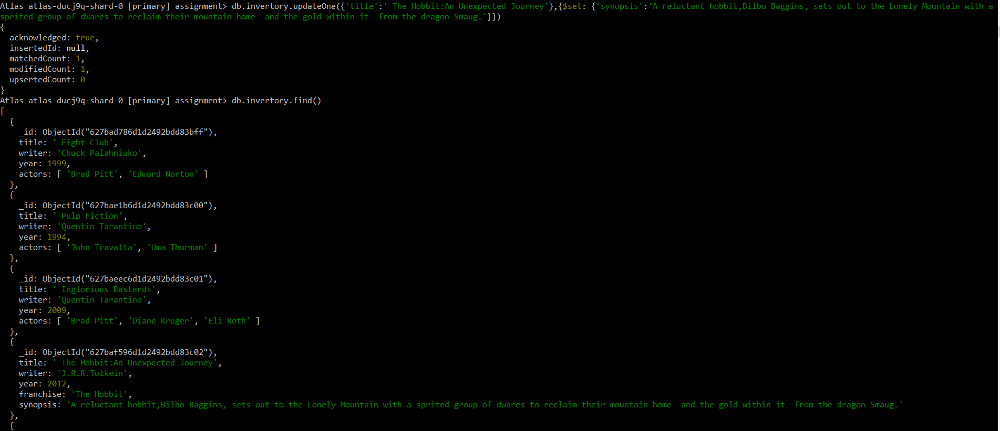 Atlas atlas-ducj9q-shard-0 [primary] assignment> db.invertory.updateOne({'title':' The Hobbit:An Unexpected Journey'},{$set: {'synopsis':'A reluctant hobbit,Bilbo Baggins, sets out to the Lonely Mountain with a
sprited group of dwares to reclaim their mountain home- and the gold within it- from the dragon Smaug.'}})
{
  acknowledged: true,
  insertedId: null,
  matchedCount: 1,
  modifiedCount: 1,
  upsertedCount: 0
}
Atlas atlas-ducj9q-shard-0 [primary] assignment> db.invertory.find()
[
  {
    _id: ObjectId("627bad786d1d2492bdd83bff"),
    title: ' Fight Club',
    writer: 'Chuck Palahniuko',
    year: 1999,
    actors: [ 'Brad Pitt', 'Edward Norton' ]
  },
  {
    _id: ObjectId("627bae1b6d1d2492bdd83c00"),
    title: ' Pulp Fiction',
    writer: 'Quentin Tarantino',
    year: 1994,
    actors: [ 'John Travalta', 'Uma Thurman' ]
  },
  {
    _id: ObjectId("627baeec6d1d2492bdd83c01"),
    title: ' Inglorious Basterds',
    writer: 'Quentin Tarantino',
    year: 2009,
    actors: [ 'Brad Pitt', 'Diane Kruger', 'Eli Roth' ]
  },
  {
    _id: ObjectId("627baf596d1d2492bdd83c02"),
    title: ' The Hobbit:An Unexpected Journey',
    writer: 'J.R.R.Tolkein',
    year: 2012,
    franchise: 'The Hobbit',
    synopsis: 'A reluctant hobbit,Bilbo Baggins, sets out to the Lonely Mountain with a sprited group of dwares to reclaim their mountain home- and the gold within it- from the dragon Smaug.'
  },
  {